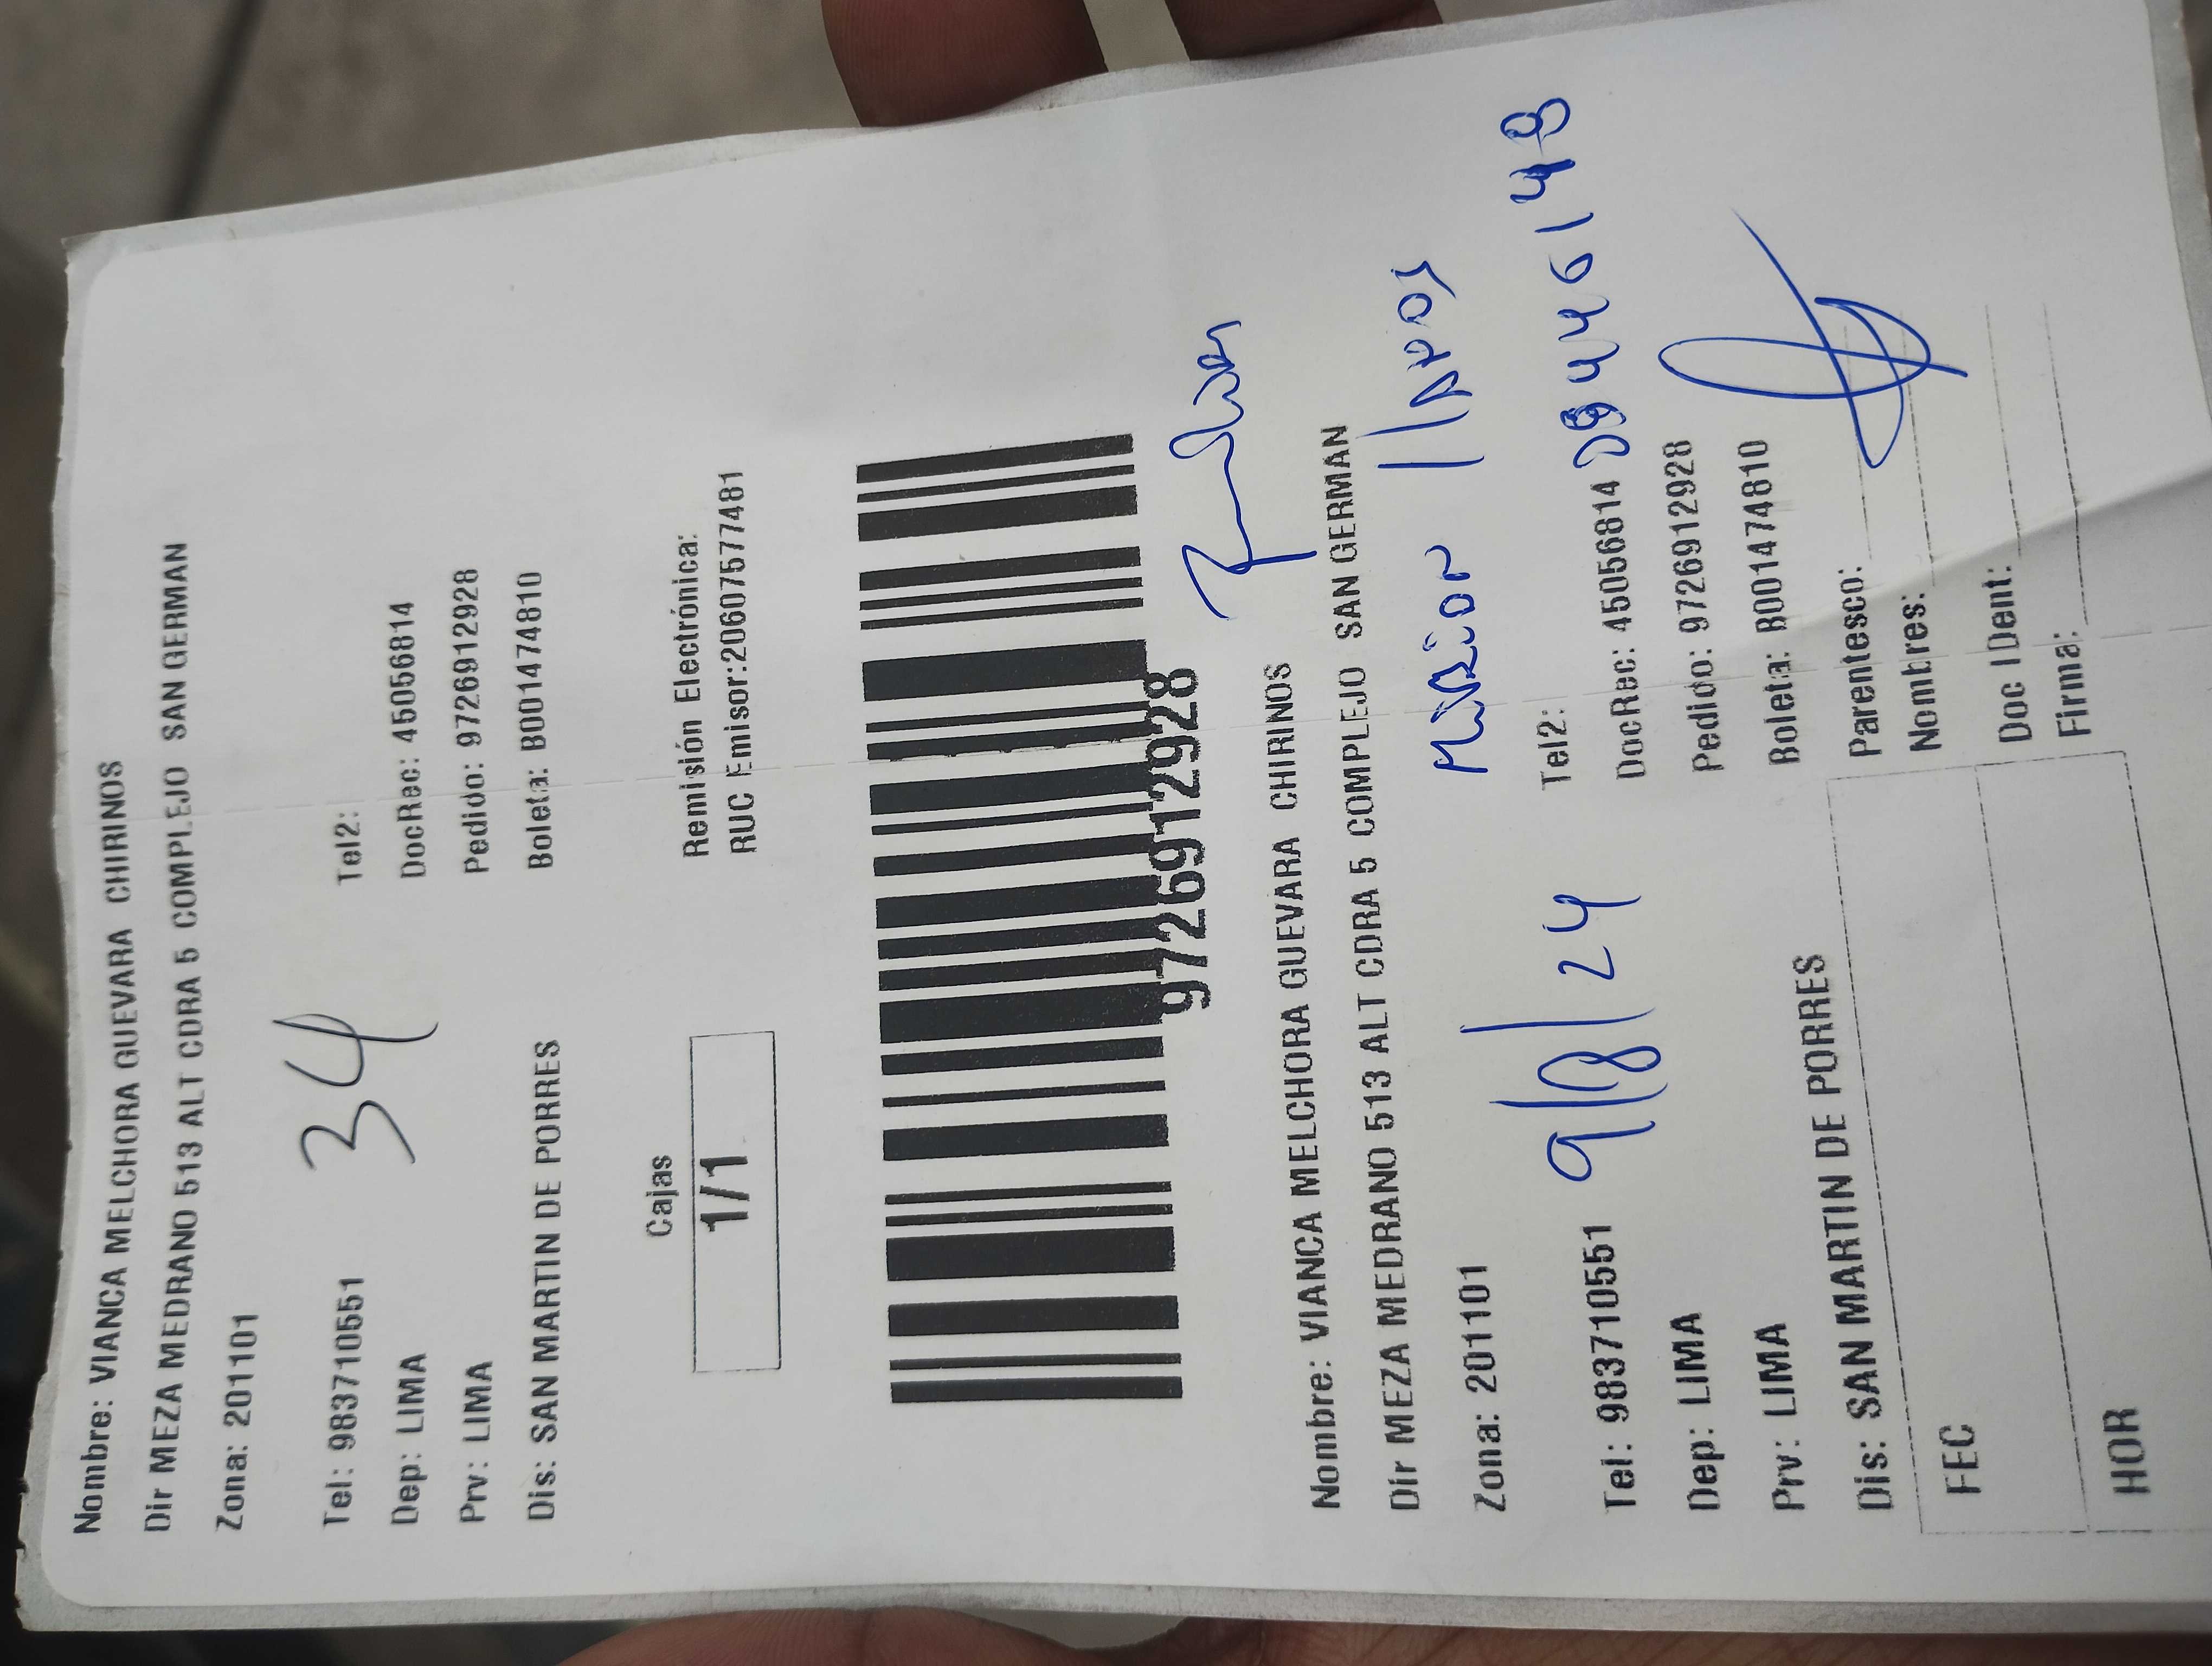 Nombre: VIANCA MELCHORA GUEVARA CHIRINOS
Dir MEZA MEDRANO 513 ALT CDRA 5 COMPLEJO SAN GERMAN
Zona: 201101
34
Tel: 983710551 Tel2:
Dep: LIMA DocRec: 45056814
Prv: LIMA Pedido: 972691 2928
Dis: SAN MARTIN DE PORRES Boleta: B001474810
Cajas
1/1
Remisión Electrónica:
RUC Emisor:20607577481
9726912928
Nombre: VIANCA MELCHORA GUEVARA CHIRINOS
Dir MEZA MEDRANO 513 ALT CDRA 5 COMPLEJO SAN GERMAN
Zona: 201101
9/8/24
Tel: 983710551 Tel2:
Dep: LIMA DocRec: 45056814
Prv: LIMA Pedido: 9726912928
Dis: SAN MARTIN DE PORRES Boleta: B001474810
FEC
HOR
Parentesco:
Nombres:
Doc IDent:
Firma: